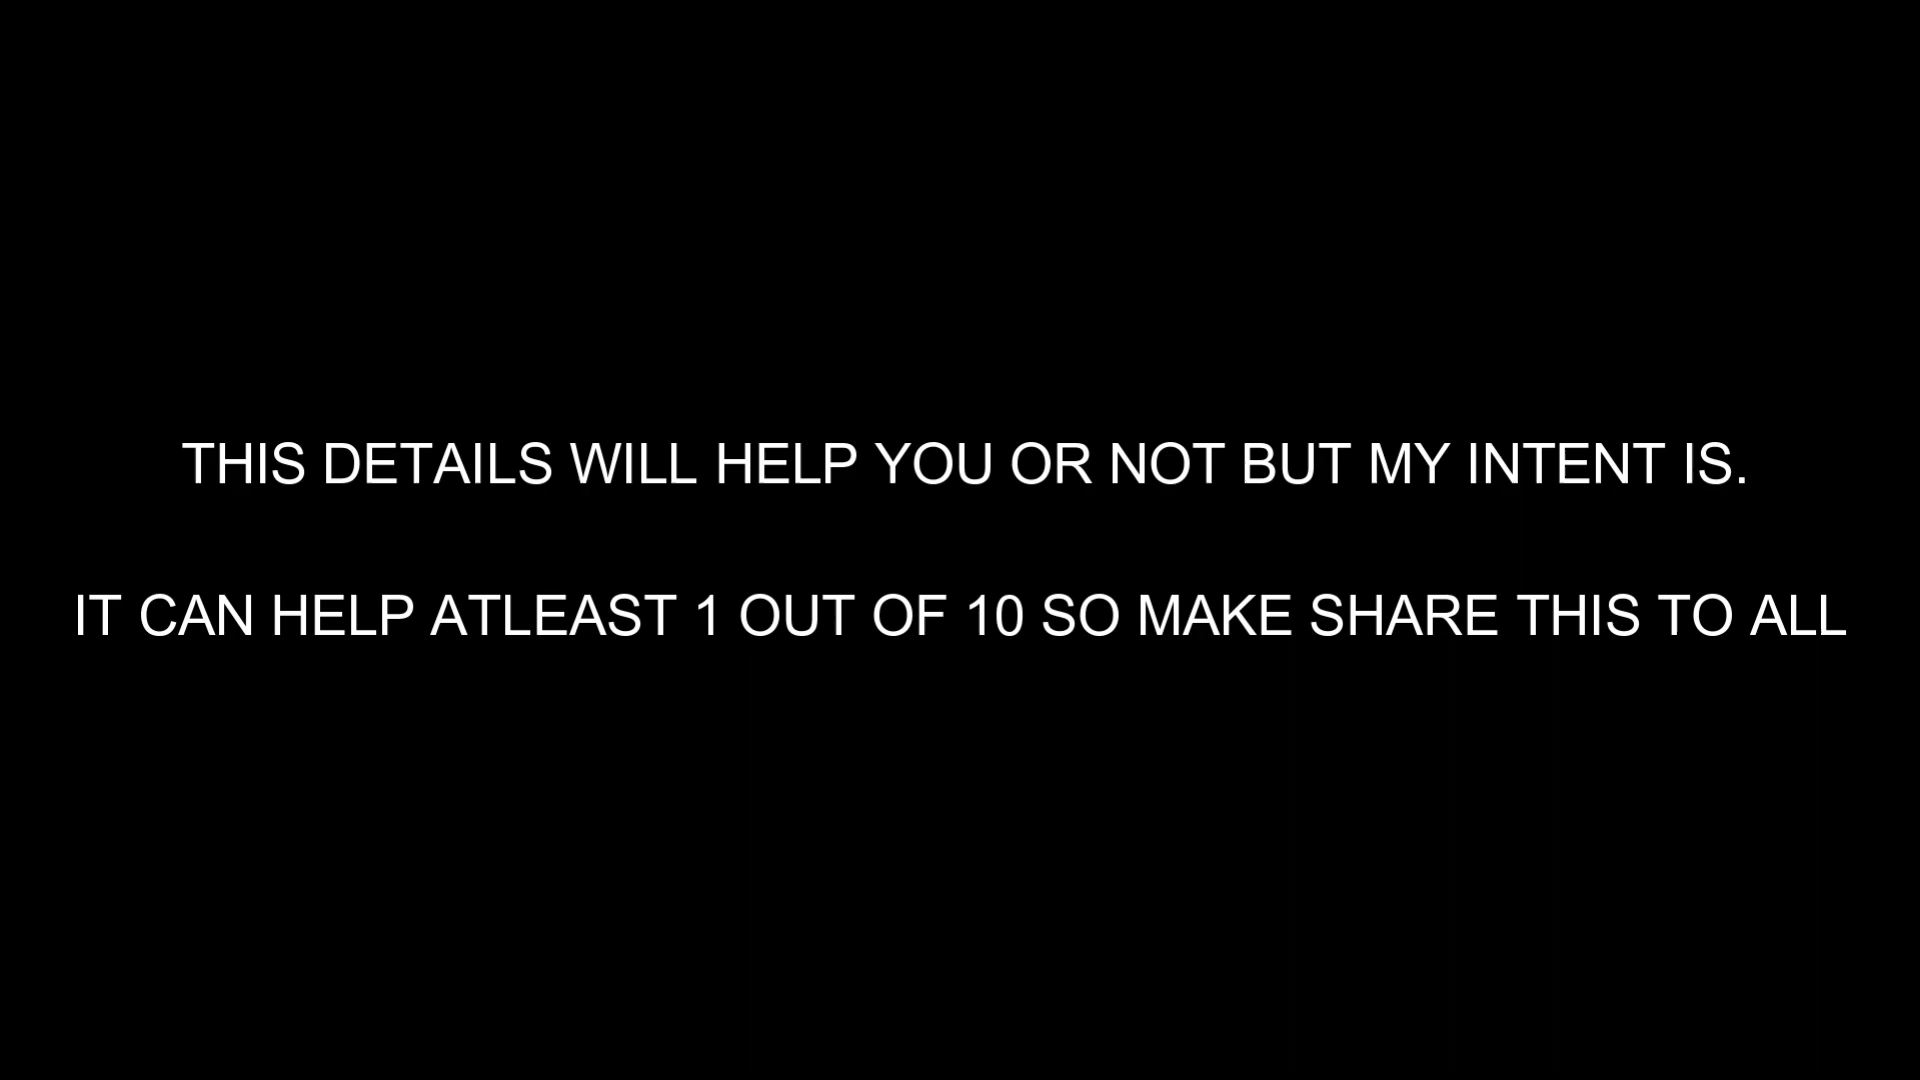 THIS DETAILS WILL HELP YOU OR NOT BUT MY INTENT IS.
IT CAN HELP ATLEAST 1 OUT OF 10 SO MAKE SHARE THIS TO ALL